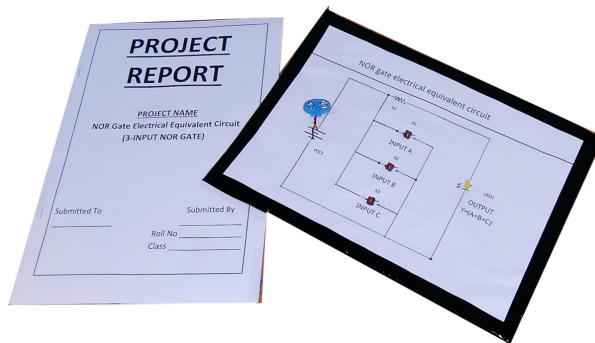 PROJECT
REPORT
PROJECT NAME
NOR Gate Electrical Equivalent Circuit
(3-INPUT NOR GATE)
Submitted To
Submitted By
Roll No
Class
NOR gate electrical equivalent circuit
VCC1
INPUT A
INPUT B
S3
INPUT C
LED1
OUTPUT
Y=(A+B+C)'